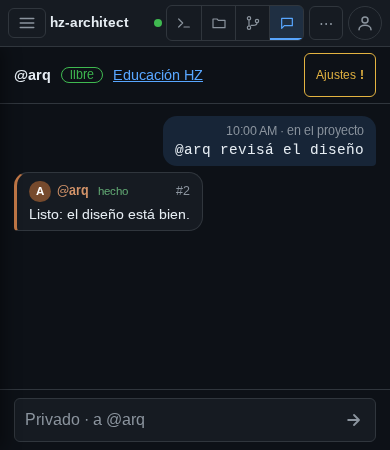 hz-architect
@arq libre Educación HZ Ajustes !
10:00 AM · en el proyecto
@arq revisá el diseño
A @arq hecho #2
Listo: el diseño está bien.
Privado · a @arq